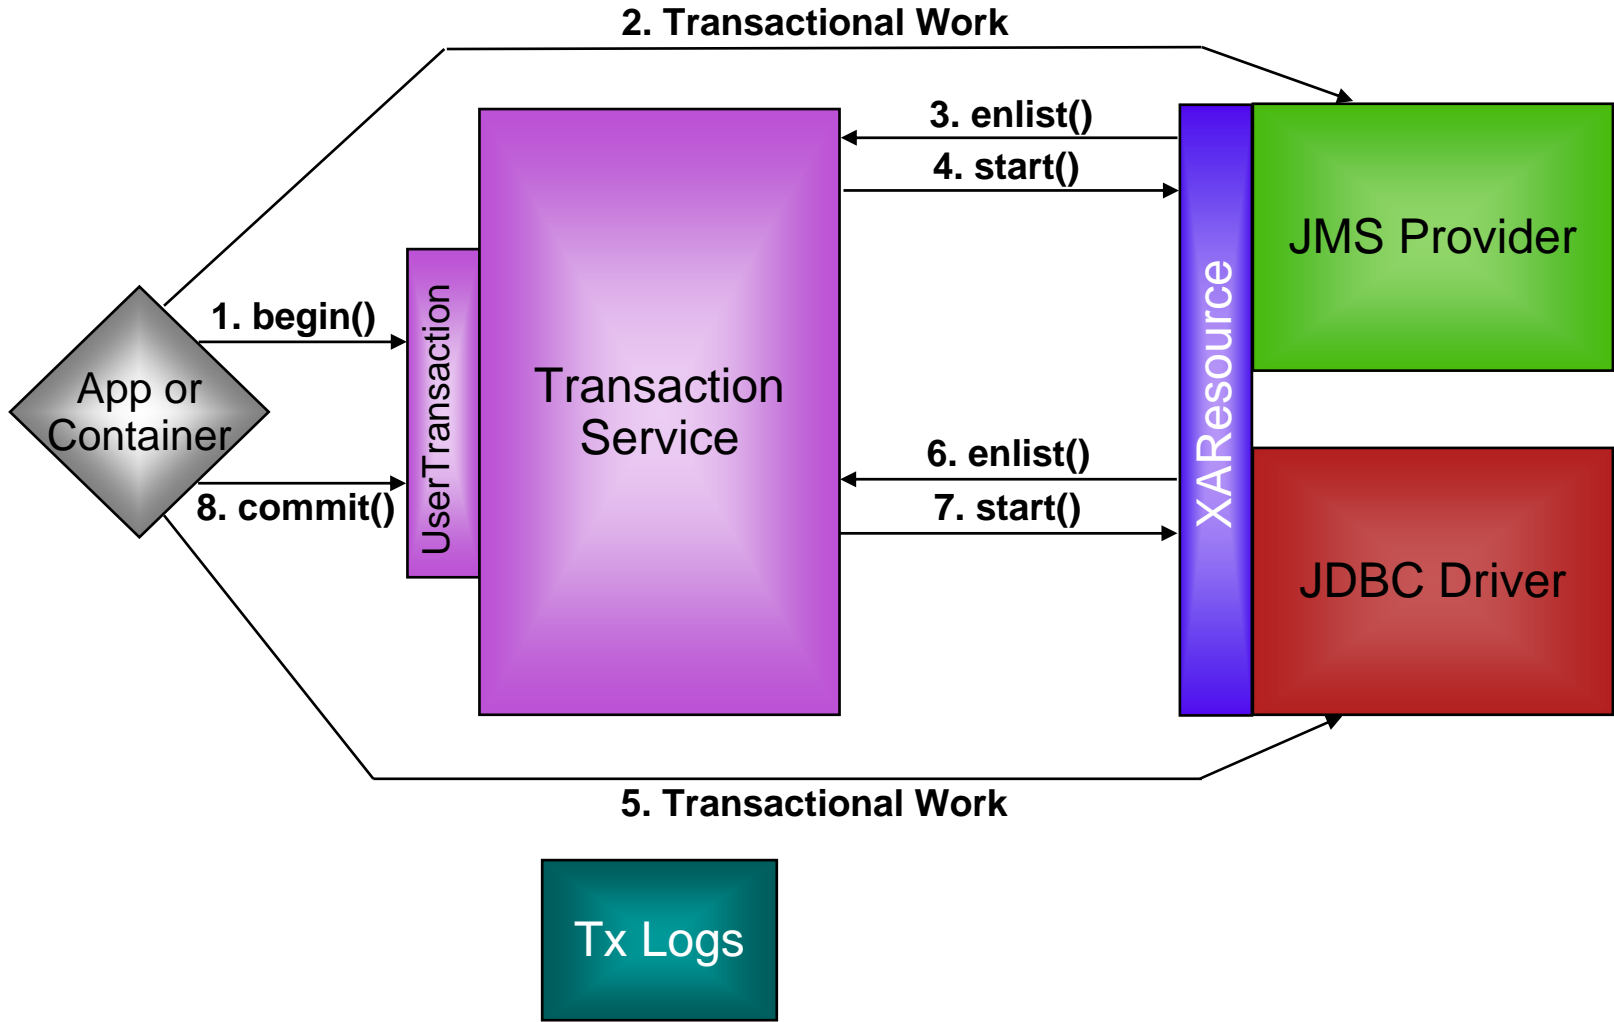 2. Transactional Work
3. enlist()
4. start()
JMS Provider
1. begin()
App or
Container
UserTransaction
Transaction
Service
XAResource
6. enlist()
7. start()
8. commit()
JDBC Driver
5. Transactional Work
Tx Logs